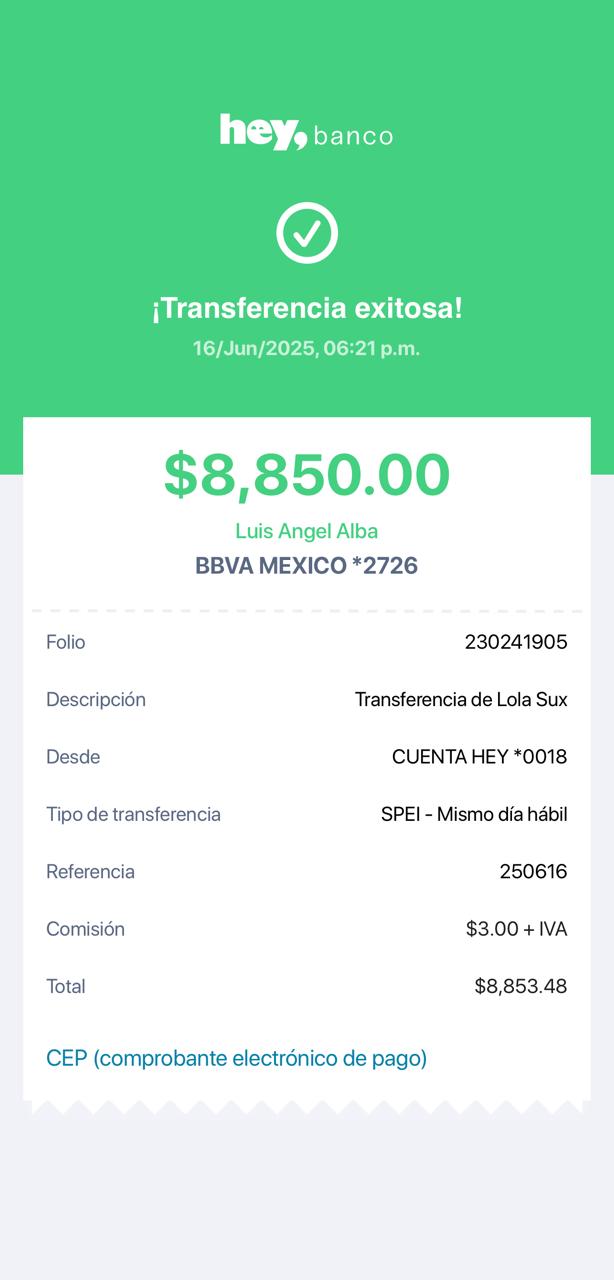 hey, banco
¡Transferencia exitosa!
16/Jun/2025, 06:21 p.m.
$8,850.00
Luis Angel Alba
BBVA MEXICO *2726
Folio 230241905
Descripción Transferencia de Lola Sux
Desde CUENTA HEY *0018
Tipo de transferencia SPEI - Mismo día hábil
Referencia 250616
Comisión $3.00 + IVA
Total $8,853.48
CEP (comprobante electrónico de pago)